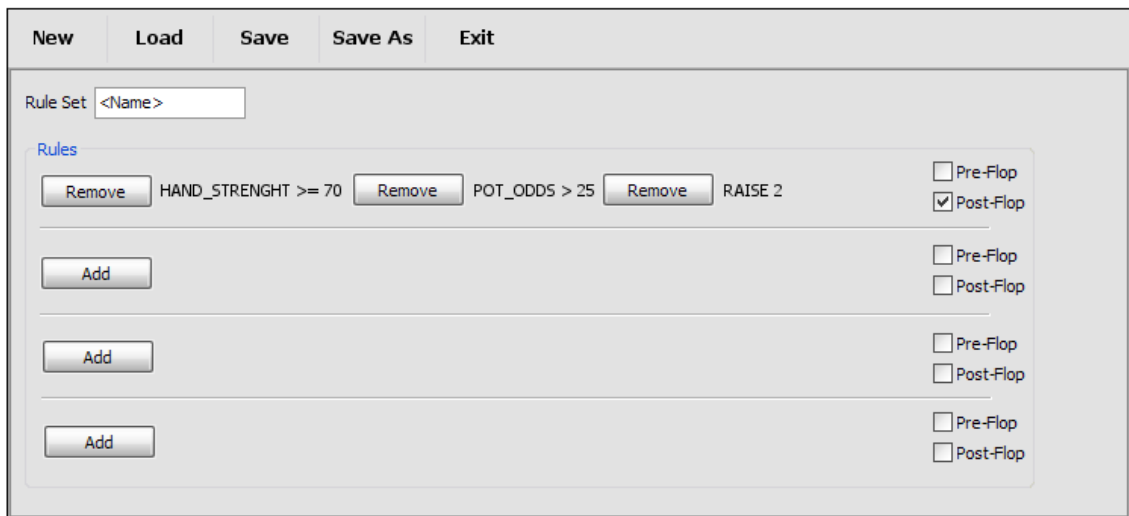 New Load Save Save As Exit
Rule Set <Name>
Rules
Pre-Flop
Remove HAND_STRENGHT >= 70 Remove POT_ODDS > 25 Remove RAISE 2
Post-Flop
Pre-Flop
Add
Post-Flop
Pre-Flop
Add
Post-Flop
Pre-Flop
Add
Post-Flop